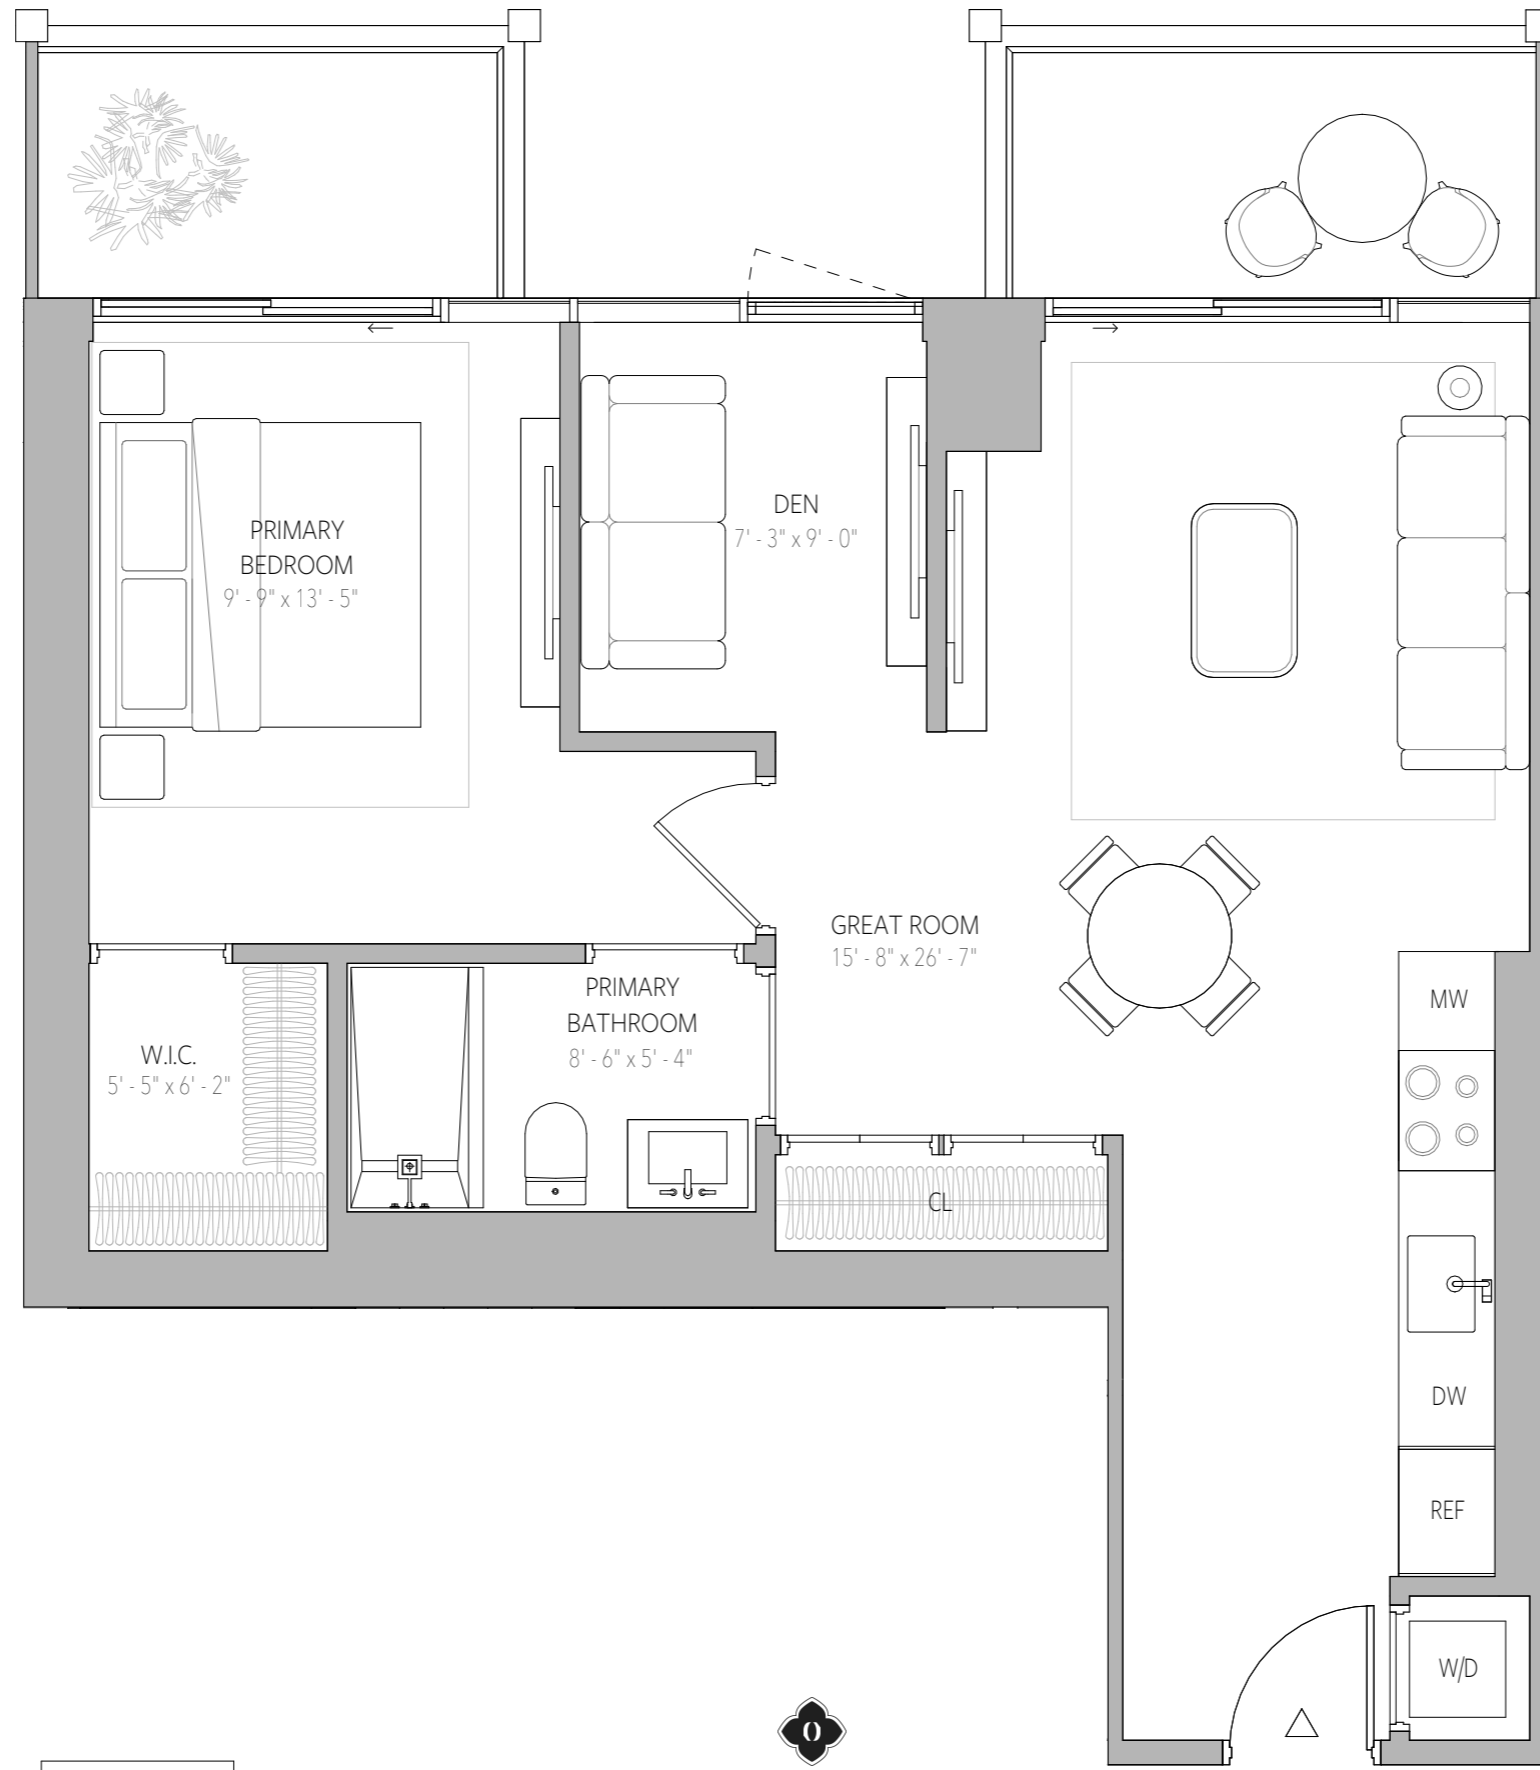 PRIMARY
BEDROOM
9' - 9" x 13' - 5"
DEN
7' - 3" x 9' - 0"
GREAT ROOM
15' - 8" x 26' - 7"
PRIMARY
BATHROOM
8' - 6" x 5' - 4"
W.I.C.
5' - 5" x 6' - 2"
CL
MW
DW
REF
W/D
O